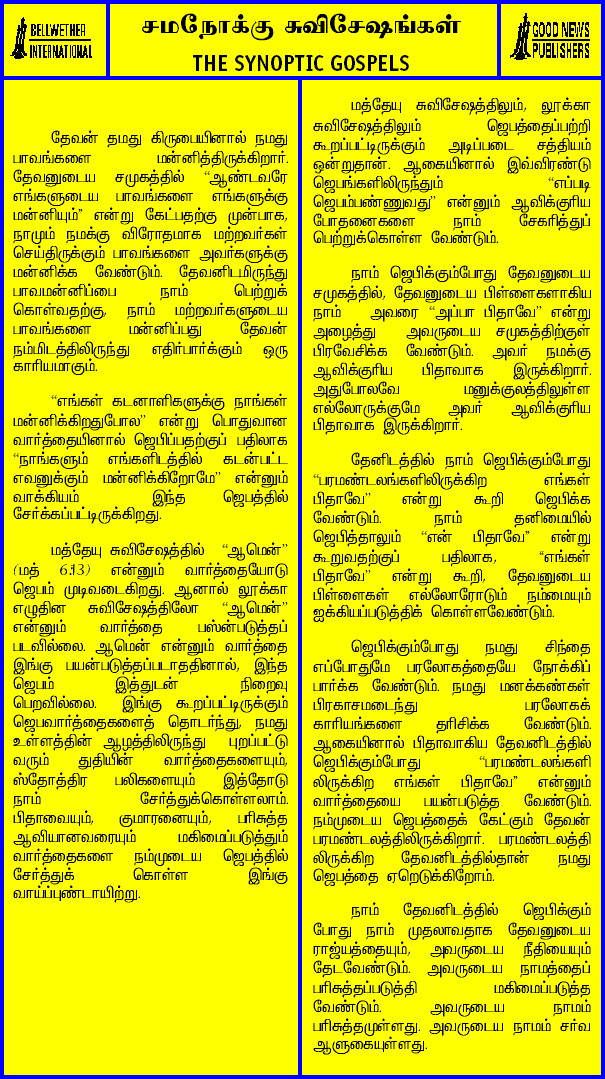 BELLWETHER
INTERNATIONAL
சமநோக்கு சுவிசேஷங்கள்
THE SYNOPTIC GOSPELS
GOOD NEWS
PUBLISHERS
தேவன் தமது கிருபையினால் நமது
பாவங்களை மன்னித்திருக்கிறார்.
தேவனுடைய சமுகத்தில் “ஆண்டவரே
எங்களுடைய பாவங்களை எங்களுக்கு
மன்னியும்” என்று கேட்பதற்கு முன்பாக,
நாமும் நமக்கு விரோதமாக மற்றவர்கள்
செய்திருக்கும் பாவங்களை அவர்களுக்கு
மன்னிக்க வேண்டும். தேவனிடமிருந்து
பாவமன்னிப்பை நாம் பெற்றுக்
கொள்வதற்கு, நாம் மற்றவர்களுடைய
பாவங்களை மன்னிப்பது தேவன்
நம்மிடத்திலிருந்து எதிர்பார்க்கும் ஒரு
காரியமாகும்.
“எங்கள் கடனாளிகளுக்கு நாங்கள்
மன்னிக்கிறதுபோல” என்று பொதுவான
வார்த்தையினால் ஜெபிப்பதற்குப் பதிலாக
“நாங்களும் எங்களிடத்தில் கடன்பட்ட
எவனுக்கும் மன்னிக்கிறோமே” என்னும்
வாக்கியம் இந்த ஜெபத்தில்
சேர்க்கப்பட்டிருக்கிறது.
மத்தேயு சுவிசேஷத்தில் “ஆமென்”
(மத் 6:13) என்னும் வார்த்தையோடு
ஜெபம் முடிவடைகிறது. ஆனால் லூக்கா
எழுதின சுவிசேஷத்திலோ “ஆமென்”
என்னும் வார்த்தை பஸ்ன்படுத்தப்
படவில்லை. ஆமென் என்னும் வார்த்தை
இங்கு பயன்படுத்தப்படாததினால், இந்த
ஜெபம் இத்துடன் நிறைவு
பெறவில்லை. இங்கு கூறப்பட்டிருக்கும்
ஜெபவார்த்தைகளைத் தொடர்ந்து, நமது
உள்ளத்தின் ஆழத்திலிருந்து புறப்பட்டு
வரும் துதியின் வார்த்தைகளையும்,
ஸ்தோத்திர பலிகளையும் இத்தோடு
நாம் சேர்த்துக்கொள்ளலாம்.
பிதாவையும், குமாரனையும், பரிசுத்த
ஆவியானவரையும் மகிமைப்படுத்தும்
வார்த்தைகளை நம்முடைய ஜெபத்தில்
சேர்த்துக் கொள்ள இங்கு
வாய்ப்புண்டாயிற்று.
மத்தேயு சுவிசேஷத்திலும், லூக்கா
சுவிசேஷத்திலும் ஜெபத்தைப்பற்றி
கூறப்பட்டிருக்கும் அடிப்படை சத்தியம்
ஒன்றுதான். ஆகையினால் இவ்விரண்டு
ஜெபங்களிலிருந்தும் “எப்படி
ஜெபம்பண்ணுவது” என்னும் ஆவிக்குரிய
போதனைகளை நாம் சேகரித்துப்
பெற்றுக்கொள்ள வேண்டும்.
நாம் ஜெபிக்கும்போது தேவனுடைய
சமுகத்தில், தேவனுடைய பிள்ளைகளாகிய
நாம் அவரை “அப்பா பிதாவே” என்று
அழைத்து அவருடைய சமுகத்திற்குள்
பிரவேசிக்க வேண்டும். அவர் நமக்கு
ஆவிக்குரிய பிதாவாக இருக்கிறார்.
அதுபோலவே மனுக்குலத்திலுள்ள
எல்லோருக்குமே அவர் ஆவிக்குரிய
பிதாவாக இருக்கிறார்.
தேனிடத்தில் நாம் ஜெபிக்கும்போது
“பரமண்டலங்களிலிருக்கிற எங்கள்
பிதாவே” என்று கூறி ஜெபிக்க
வேண்டும். நாம் தனிமையில்
ஜெபித்தாலும் “என் பிதாவே” என்று
கூறுவதற்குப் பதிலாக, “எங்கள்
பிதாவே” என்று கூறி, தேவனுடைய
பிள்ளைகள் எல்லோரோடும் நம்மையும்
ஐக்கியப்படுத்திக் கொள்ளவேண்டும்.
ஜெபிக்கும்போது நமது சிந்தை
எப்போதுமே பரலோகத்தையே நோக்கிப்
பார்க்க வேண்டும். நமது மனக்கண்கள்
பிரகாசமடைந்து பரலோகக்
காரியங்களை தரிசிக்க வேண்டும்.
ஆகையினால் பிதாவாகிய தேவனிடத்தில்
ஜெபிக்கும்போது “பரமண்டலங்களி
லிருக்கிற எங்கள் பிதாவே” என்னும்
வார்த்தையை பயன்படுத்த வேண்டும்.
நம்முடைய ஜெபத்தைக் கேட்கும் தேவன்
பரமண்டலத்திலிருக்கிறார். பரமண்டலத்தி
லிருக்கிற தேவனிடத்தில்தான் நமது
ஜெபத்தை ஏறெடுக்கிறோம்.
நாம் தேவனிடத்தில் ஜெபிக்கும்
போது நாம் முதலாவதாக தேவனுடைய
ராஜ்யத்தையும், அவருடைய நீதியையும்
தேடவேண்டும். அவருடைய நாமத்தைப்
பரிசுத்தப்படுத்தி மகிமைப்படுத்த
வேண்டும். அவருடைய நாமம்
பரிசுத்தமுள்ளது. அவருடைய நாமம் சர்வ
ஆளுகையுள்ளது.